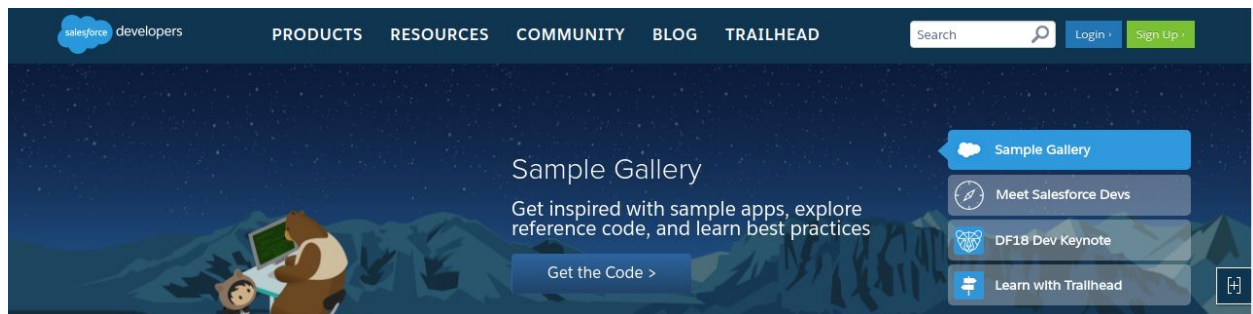 salesforce developers
PRODUCTS RESOURCES COMMUNITY BLOG TRAILHEAD
Search
Login ›
Sign Up ›
Sample Gallery
Get inspired with sample apps, explore
reference code, and learn best practices
Get the Code >
Sample Gallery
Meet Salesforce Devs
DF18 Dev Keynote
Learn with Trailhead
[+]